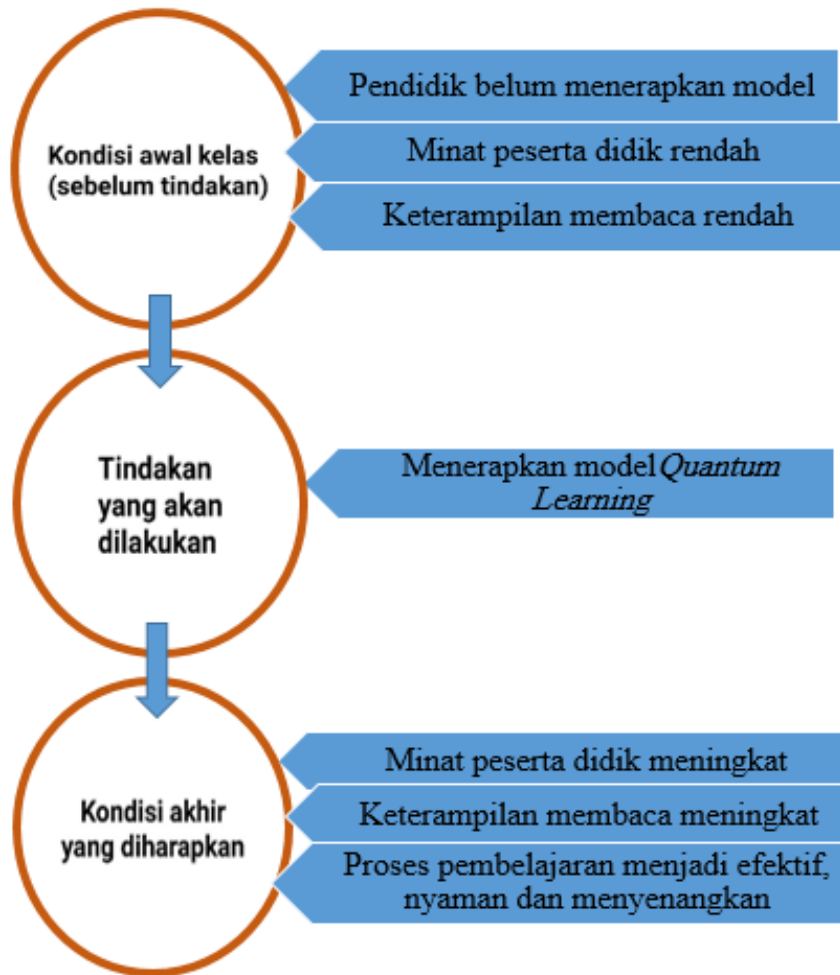 Kondisi awal kelas
(sebelum tindakan)
Pendidik belum menerapkan model
Minat peserta didik rendah
Keterampilan membaca rendah
Tindakan
yang akan
dilakukan
Menerapkan model Quantum
Learning
Kondisi akhir
yang diharapkan
Minat peserta didik meningkat
Keterampilan membaca meningkat
Proses pembelajaran menjadi efektif,
nyaman dan menyenangkan